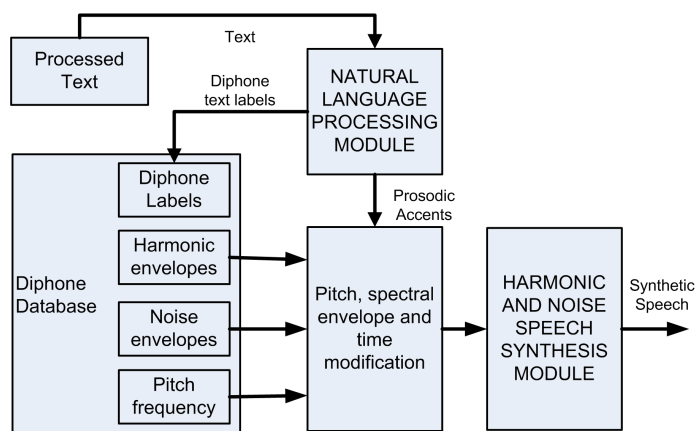 Text
Processed
Text
NATURAL
LANGUAGE
PROCESSING
MODULE
Diphone
text labels
Diphone
Labels
Prosodic
Accents
Diphone
Database
Harmonic
envelopes
Noise
envelopes
Pitch
frequency
Pitch, spectral
envelope and
time
modification
HARMONIC
AND NOISE
SPEECH
SYNTHESIS
MODULE
Synthetic
Speech